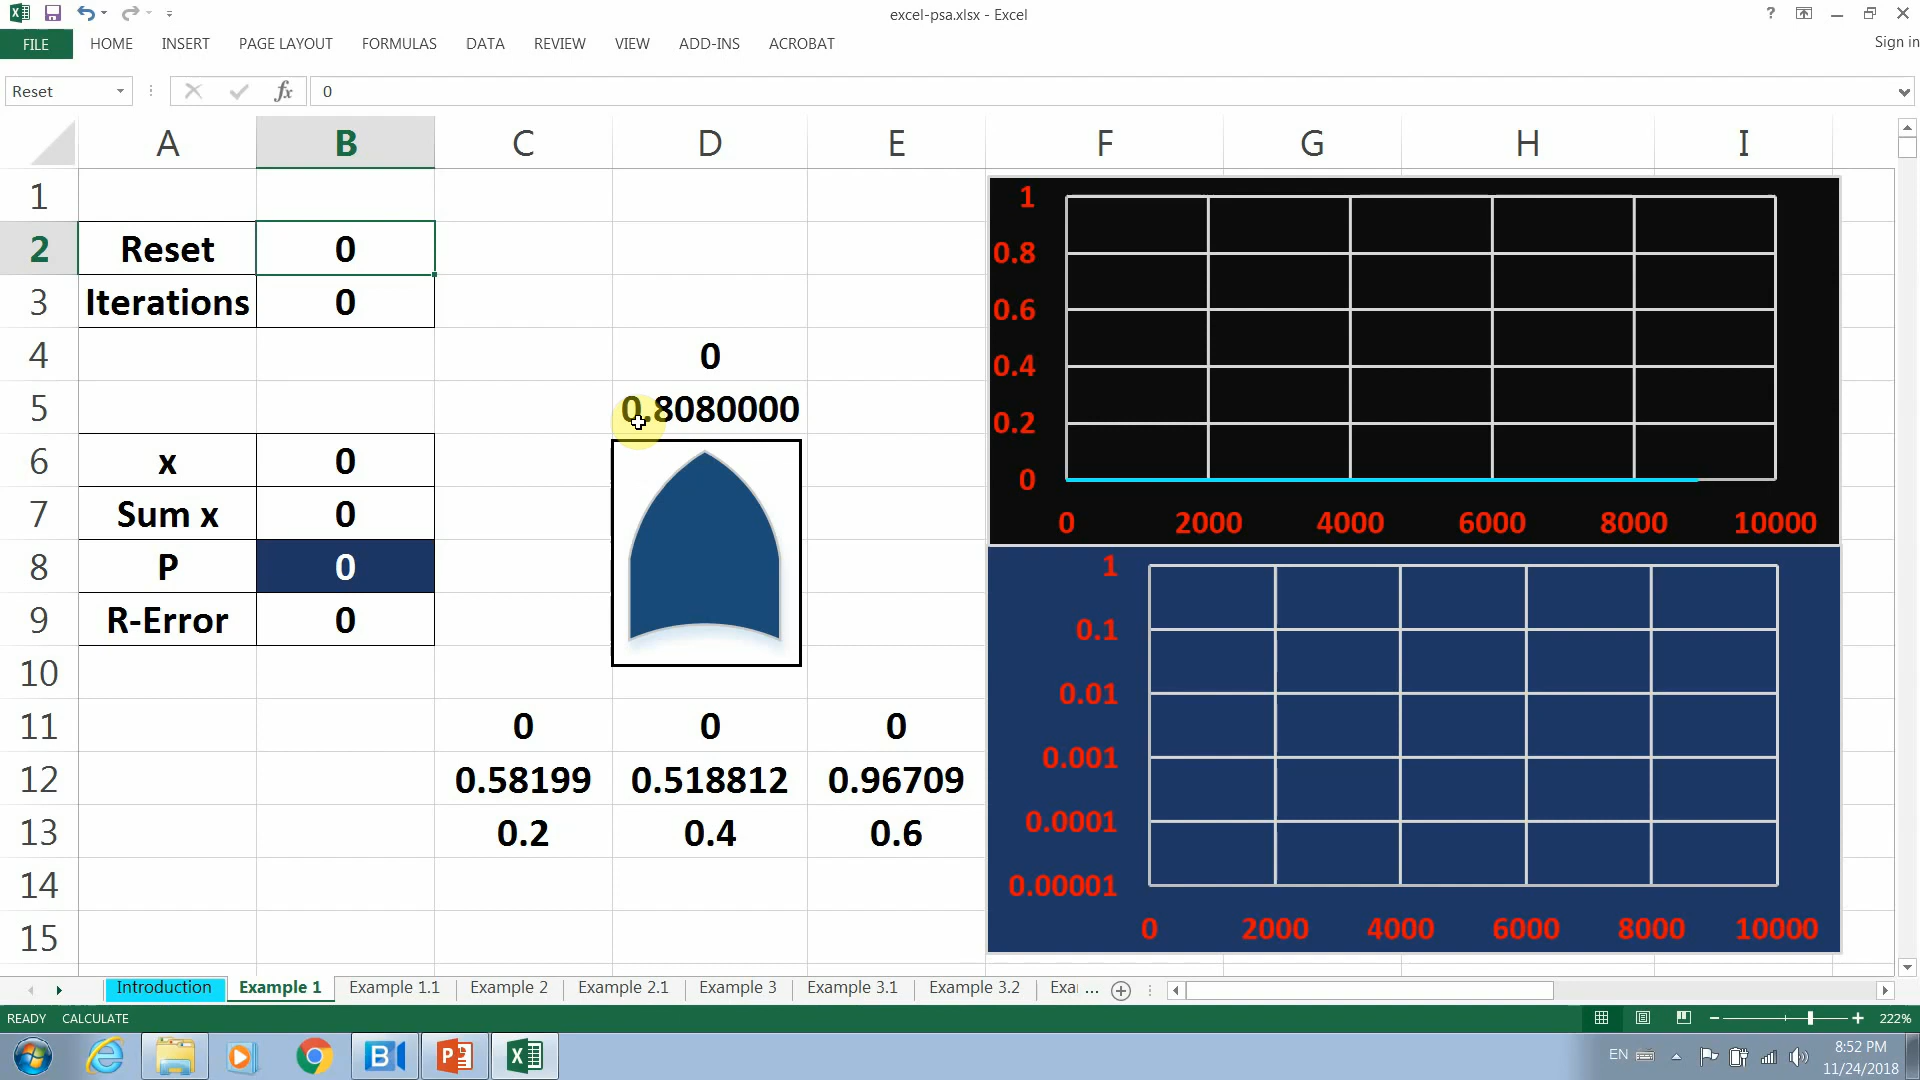 excel-psa.xlsx - Excel
?
FILE HOME INSERT PAGE LAYOUT FORMULAS DATA REVIEW VIEW ADD-INS ACROBAT Sign in
Reset fx 0
A B C D E F G H I
1
2 Reset 0
3 Iterations 0
4 0
5 0.8080000
6 x 0
7 Sum x 0
8 P 0
9 R-Error 0
10
11 0 0 0
12 0.58199 0.518812 0.96709
13 0.2 0.4 0.6
14
15
1
0.8
0.6
0.4
0.2
0
0 2000 4000 6000 8000 10000
1
0.1
0.01
0.001
0.0001
0.00001
0 2000 4000 6000 8000 10000
Introduction Example 1 Example 1.1 Example 2 Example 2.1 Example 3 Example 3.1 Example 3.2 Exa ...
READY CALCULATE 222%
EN 8:52 PM
11/24/2018